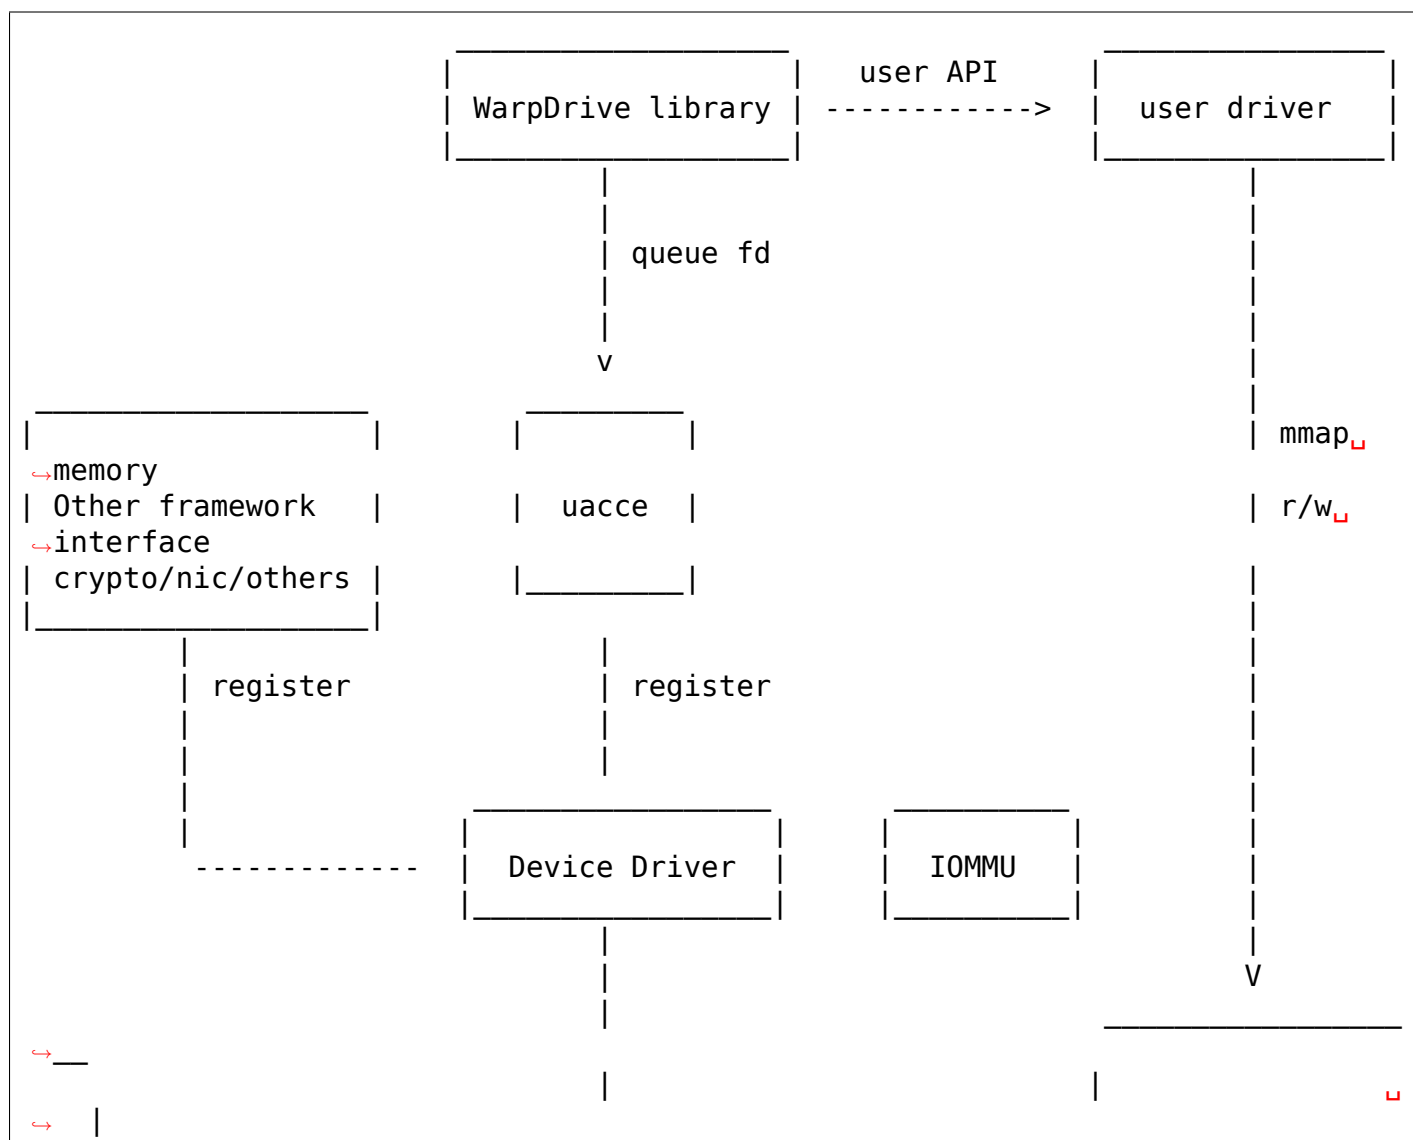 user API
WarpDrive library ------------> user driver
queue fd
v
mmap␣
↪memory
Other framework uacce r/w␣
↪interface
crypto/nic/others
register register
------------- Device Driver IOMMU
V
↪__
␣
↪ |